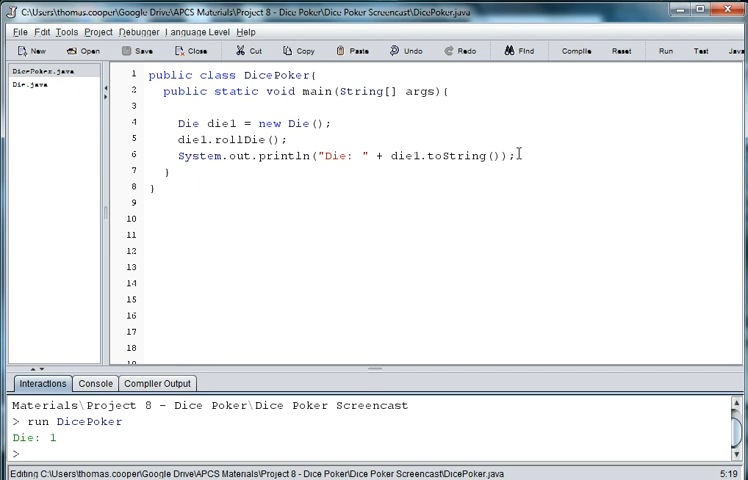 C:\Users\thomas.cooper\Google Drive\APCS Materials\Project 8 - Dice Poker\Dice Poker Screencast\DicePoker.java
File Edit Tools Project Debugger Language Level Help
New Open Save Close Cut Copy Paste Undo Redo Find Compile Reset Run Test Java
DicePoker.java
Die.java
1 public class DicePoker{
2 public static void main(String[] args){
3
4 Die die1 = new Die();
5 die1.rollDie();
6 System.out.println("Die: " + die1.toString());
7 }
8 }
9
10
11
12
13
14
15
16
17
18
19
Interactions Console Compiler Output
Materials\Project 8 - Dice Poker\Dice Poker Screencast
> run DicePoker
Die: 1
>
Editing C:\Users\thomas.cooper\Google Drive\APCS Materials\Project 8 - Dice Poker\Dice Poker Screencast\DicePoker.java 5:19